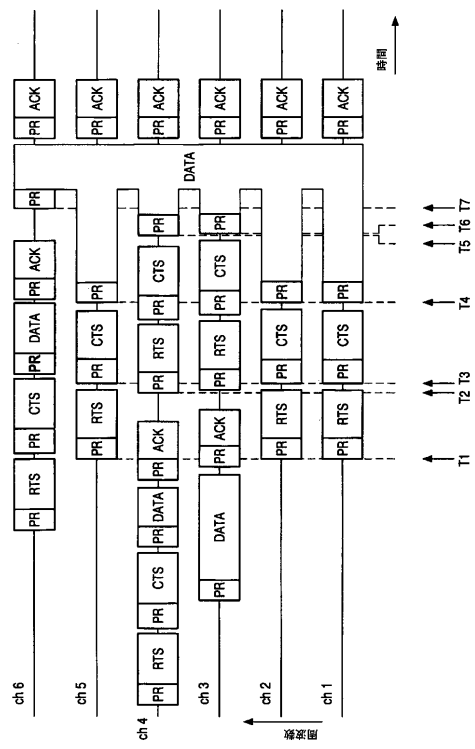 ch 6 PR RTS PR CTS PR DATA PR ACK PR PR ACK
ch 5 PR RTS PR CTS PR PR ACK
ch 4 PR RTS PR CTS PR DATA PR ACK PR RTS PR CTS PR PR ACK
DATA
ch 3 PR DATA PR ACK PR RTS PR CTS PR PR ACK
ch 2 PR RTS PR CTS PR PR ACK
ch 1 PR RTS PR CTS PR PR ACK
周波数
時間
T1 T2 T3 T4 T5 T6 T7